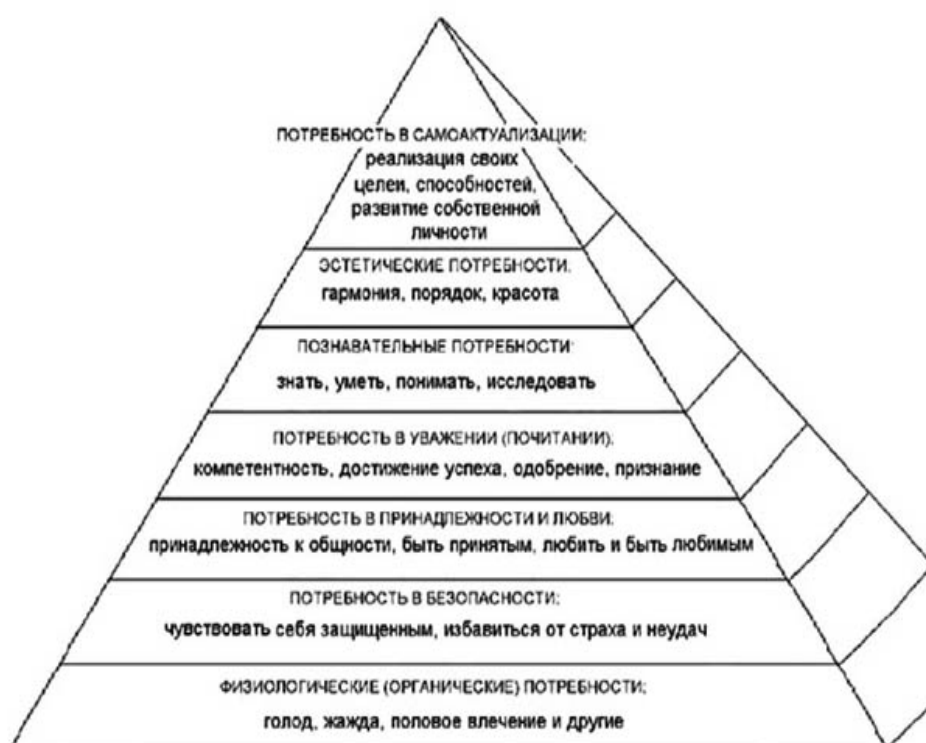 ПОТРЕБНОСТЬ В САМОАКТУАЛИЗАЦИИ:
реализация своих
целеи, способностей,
развитие собственной
личности
ЭСТЕТИЧЕСКИЕ ПОТРЕБНОСТИ:
гармония, порядок, красота
ПОЗНАВАТЕЛЬНЫЕ ПОТРЕБНОСТИ:
знать, уметь, понимать, исследовать
ПОТРЕБНОСТЬ В УВАЖЕНИИ (ПОЧИТАНИИ):
компетентность, достижение успеха, одобрение, признание
ПОТРЕБНОСТЬ В ПРИНАДЛЕЖНОСТИ И ЛЮБВИ:
принадлежность к общности, быть принятым, любить и быть любимым
ПОТРЕБНОСТЬ В БЕЗОПАСНОСТИ:
чувствовать себя защищенным, избавиться от страха и неудач
ФИЗИОЛОГИЧЕСКИЕ (ОРГАНИЧЕСКИЕ) ПОТРЕБНОСТИ:
голод, жажда, половое влечение и другие